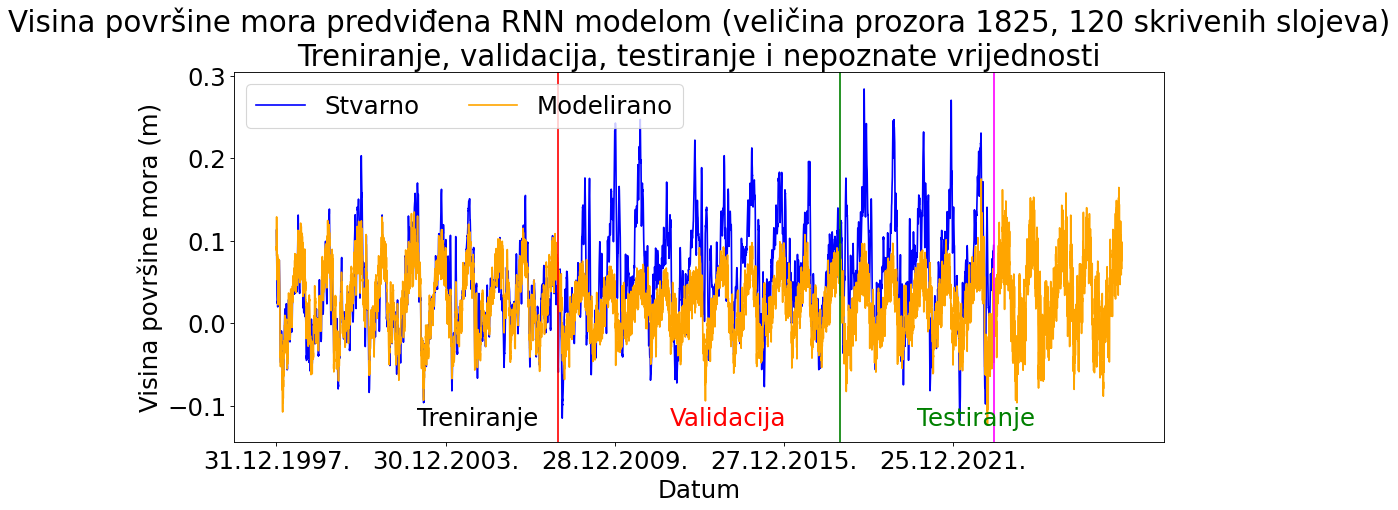 Visina površine mora predviđena RNN modelom (veličina prozora 1825, 120 skrivenih slojeva)
Treniranje, validacija, testiranje i nepoznate vrijednosti
Visina površine mora (m)
0.3
0.2
0.1
0.0
−0.1
Stvarno Modelirano
Treniranje Validacija Testiranje
31.12.1997. 30.12.2003. 28.12.2009. 27.12.2015. 25.12.2021.
Datum